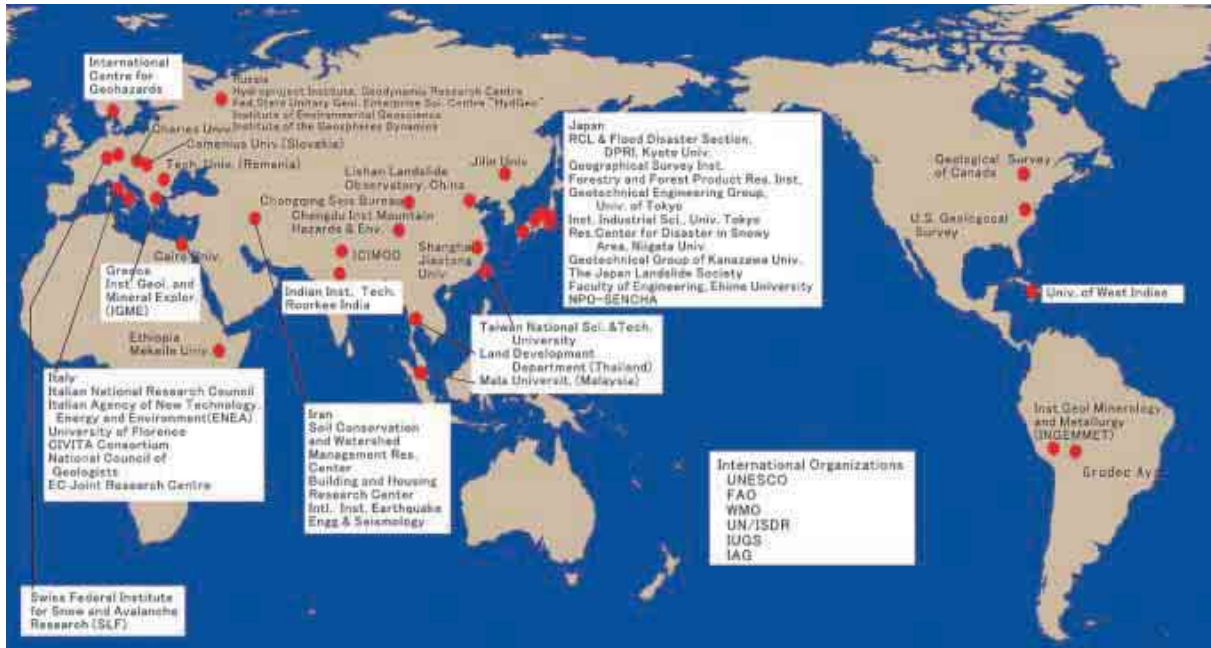 International
Centre for
Geohazards
Russia
Hydroproject Institute, Geodynamic Research Centre
Fed.State Unitary Geol. Enterprise Sci. Centre "HydGeo"
Institute of Environmental Geoscience
Institute of the Geospheres Dynamics
Charles Univ.
Comenius Univ. (Slovakia)
Tech. Univ. (Romania)
Lishan Landslide
Observatory, China
Jilin Univ.
Chongqing Seis Bureau
Chengdu Inst Mountain
Hazards & Env.
ICIMOD
Shanghai
Jiaotong
Univ.
Cairo Univ.
Greece
Inst. Geol. and
Mineral Explor.
(IGME)
Indian Inst. Tech.
Roorkee India
Ethiopia
Mekelle Univ.
Taiwan National Sci. &Tech.
University
Land Development
Department (Thailand)
Mala Universit. (Malaysia)
Japan
RCL & Flood Disaster Section,
DPRI, Kyoto Univ.
Geographical Survey Inst.
Forestry and Forest Product Res. Inst.
Geotechnical Engineering Group,
Univ. of Tokyo
Inst. Industrial Sci., Univ. Tokyo
Res.Center for Disaster in Snowy
Area, Niigata Univ.
Geotechnical Group of Kanazawa Univ.
The Japan Landslide Society
Faculty of Engineering, Ehime University
NPO-SENCHA
Geological Survey
of Canada
U.S. Geologocal
Survey
Univ. of West Indies
Italy
Italian National Research Council
Italian Agency of New Technology,
Energy and Environment(ENEA)
University of Florence
CIVITA Consortium
National Council of
Geologists
EC-Joint Research Centre
Iran
Soil Conservation
and Watershed
Management Res.
Center
Building and Housing
Research Center
Intl. Inst. Earthquake
Engg & Seismology
Inst.Geol Minerology
and Metallurgy
(INGEMMET)
Grudec Ayar
International Organizations
UNESCO
FAO
WMO
UN/ISDR
IUGS
IAG
Swiss Federal Institute
for Snow and Avalanche
Research (SLF)